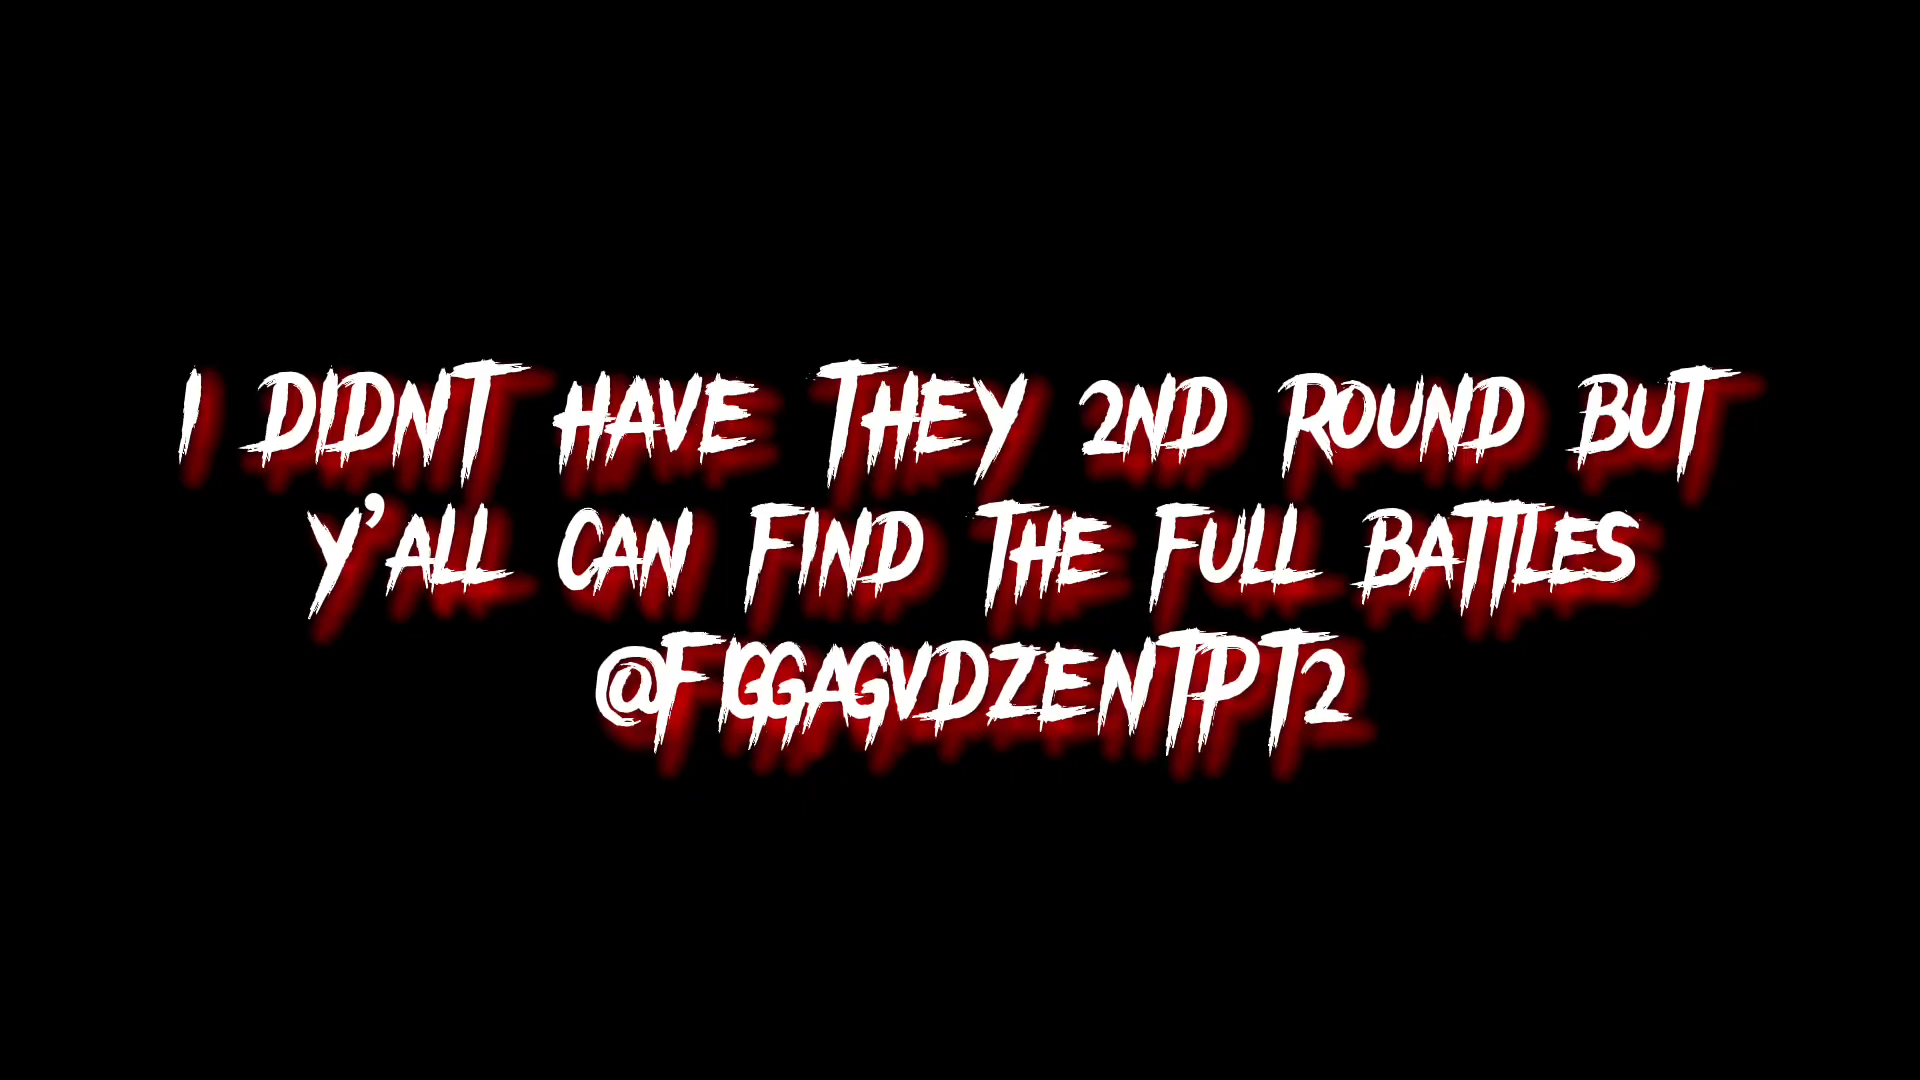 I DIDNT HAVE THEY 2ND ROUND BUT
Y'ALL CAN FIND THE FULL BATTLES
@FIGGAGVDZENTPT2